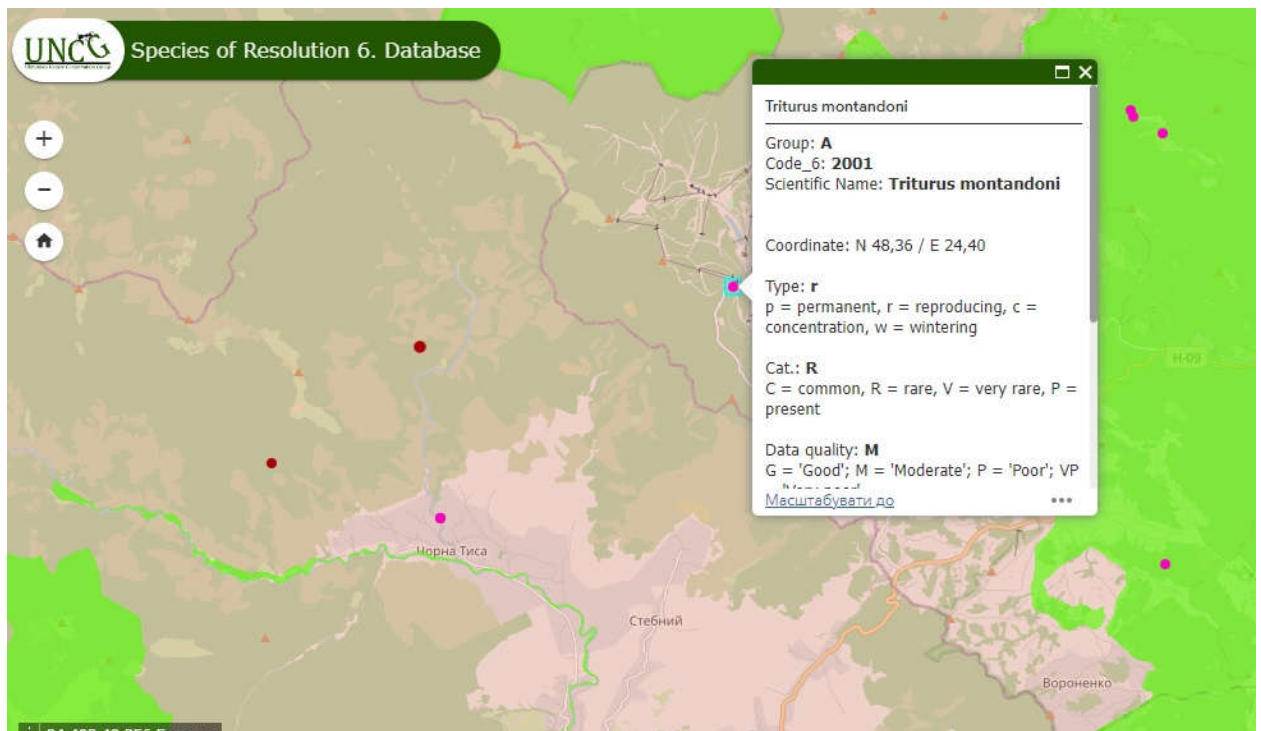 UNCG
Species of Resolution 6. Database
Triturus montandoni
Group: A
Code_6: 2001
Scientific Name: Triturus montandoni
Coordinate: N 48,36 / E 24,40
Type: r
p = permanent, r = reproducing, c =
concentration, w = wintering
Cat.: R
C = common, R = rare, V = very rare, P =
present
Data quality: M
G = 'Good'; M = 'Moderate'; P = 'Poor'; VP
Масштабувати до
H-09
Чорна Тиса
Стебний
Вороненко